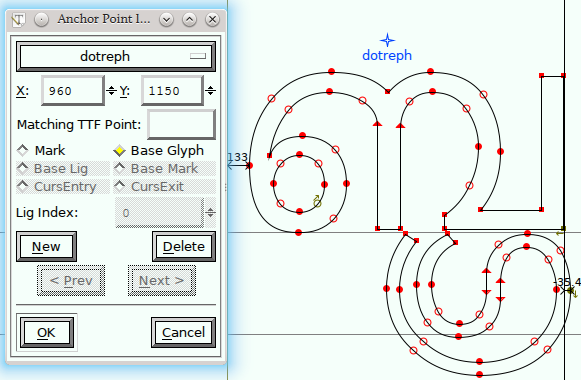 Anchor Point I...
dotreph
X: 960 Y: 1150
Matching TTF Point:
Mark Base Glyph
Base Lig Base Mark
CursEntry CursExit
Lig Index: 0
New Delete
< Prev Next >
OK Cancel
dotreph
133
-35.4